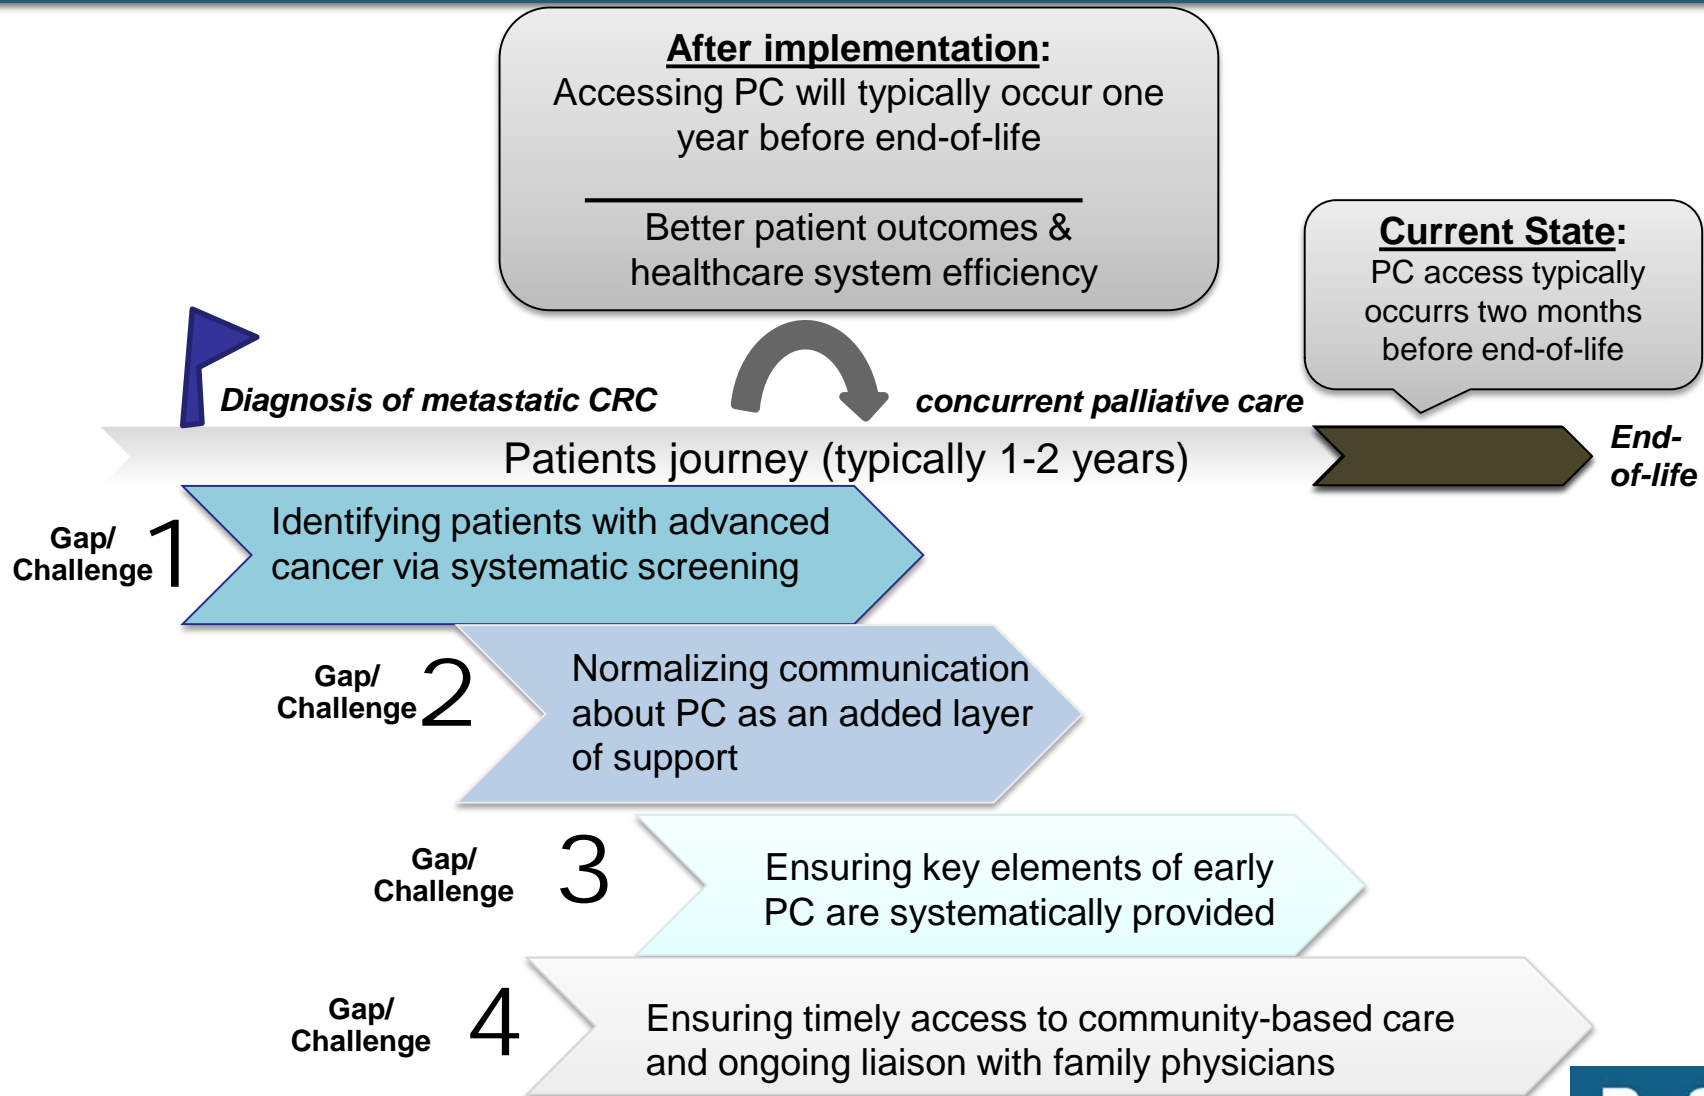 After implementation:
Accessing PC will typically occur one
year before end-of-life
Better patient outcomes &
healthcare system efficiency
Current State:
PC access typically
occurrs two months
before end-of-life
Diagnosis of metastatic CRC
concurrent palliative care
Patients journey (typically 1-2 years)
End-
of-life
Gap/
Challenge 1
Identifying patients with advanced
cancer via systematic screening
Gap/
Challenge 2
Normalizing communication
about PC as an added layer
of support
Gap/
Challenge 3
Ensuring key elements of early
PC are systematically provided
Gap/
Challenge 4
Ensuring timely access to community-based care
and ongoing liaison with family physicians